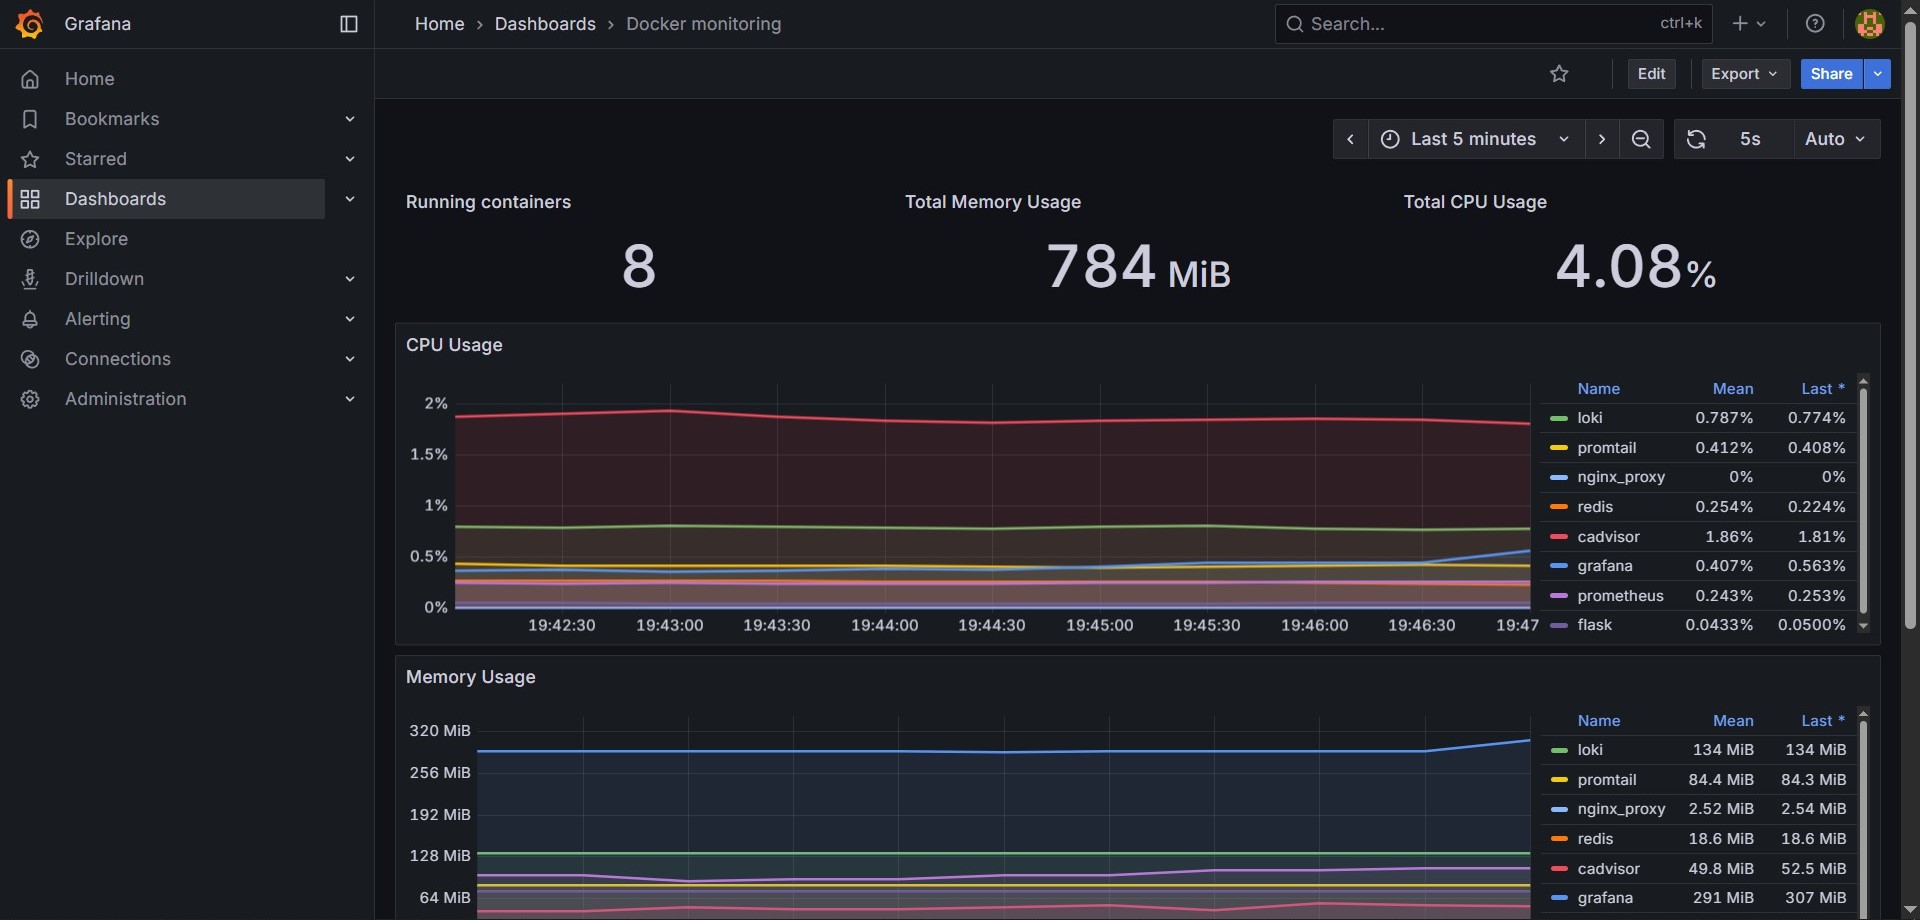 Grafana
Home › Dashboards › Docker monitoring
Search... ctrl+k
Home
Bookmarks
Starred
Dashboards
Explore
Drilldown
Alerting
Connections
Administration
Edit Export Share
Last 5 minutes 5s Auto
Running containers
8
Total Memory Usage
784 MiB
Total CPU Usage
4.08%
CPU Usage
2%
1.5%
1%
0.5%
0%
19:42:30 19:43:00 19:43:30 19:44:00 19:44:30 19:45:00 19:45:30 19:46:00 19:46:30 19:47
Name Mean Last *
loki 0.787% 0.774%
promtail 0.412% 0.408%
nginx_proxy 0% 0%
redis 0.254% 0.224%
cadvisor 1.86% 1.81%
grafana 0.407% 0.563%
prometheus 0.243% 0.253%
flask 0.0433% 0.0500%
Memory Usage
320 MiB
256 MiB
192 MiB
128 MiB
64 MiB
Name Mean Last *
loki 134 MiB 134 MiB
promtail 84.4 MiB 84.3 MiB
nginx_proxy 2.52 MiB 2.54 MiB
redis 18.6 MiB 18.6 MiB
cadvisor 49.8 MiB 52.5 MiB
grafana 291 MiB 307 MiB